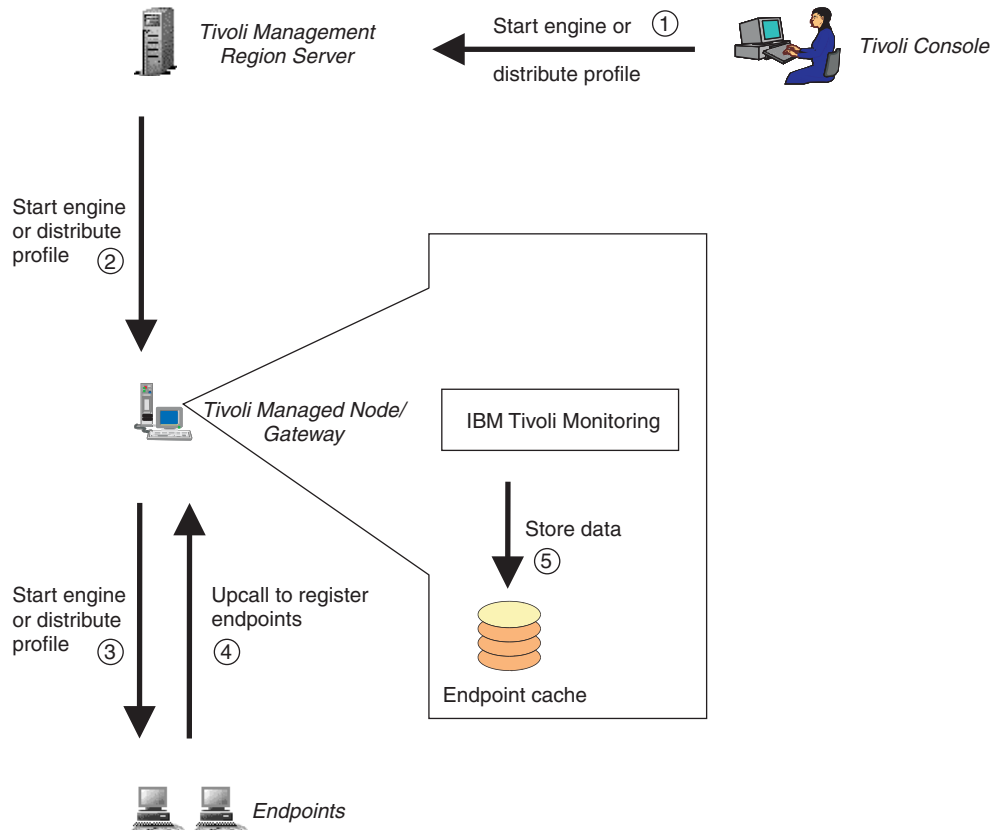 Tivoli Management
Region Server
Start engine or ①
distribute profile
Tivoli Console
Start engine
or distribute
profile ②
Tivoli Managed Node/
Gateway
IBM Tivoli Monitoring
Store data
⑤
Endpoint cache
Start engine
or distribute
profile ③
Upcall to register
endpoints
④
Endpoints